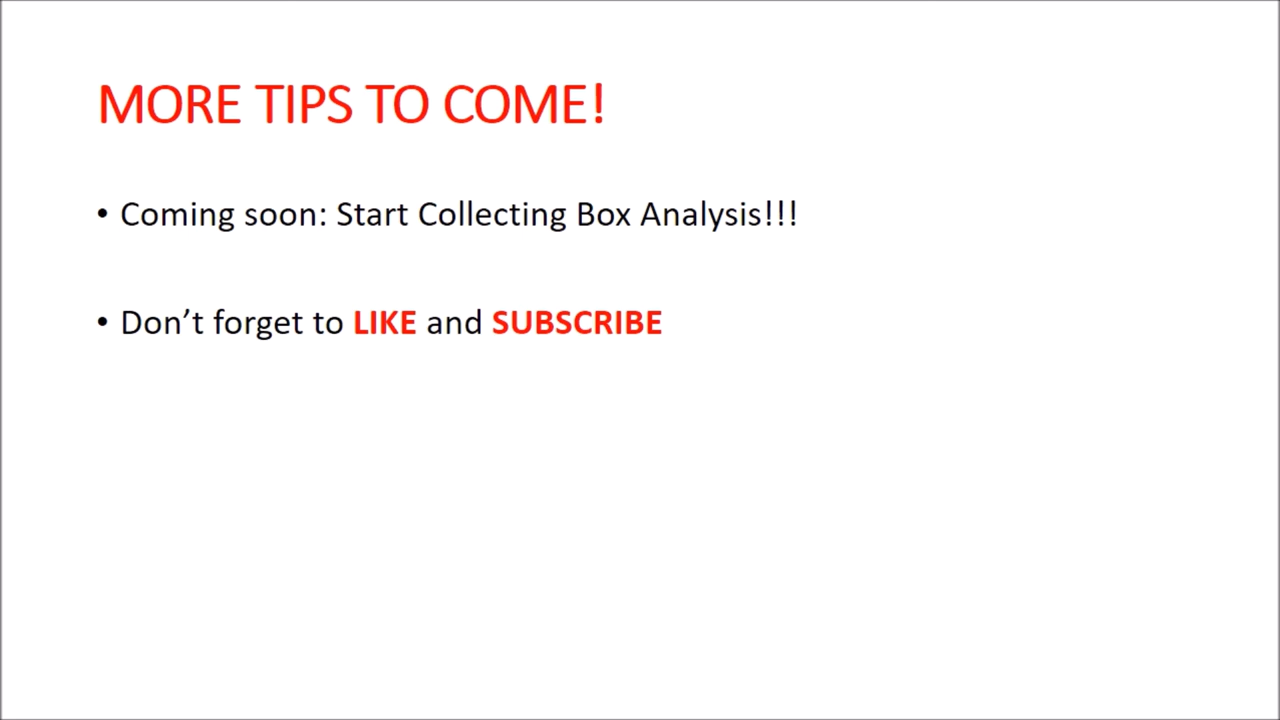 MORE TIPS TO COME!
• Coming soon: Start Collecting Box Analysis!!!
• Don’t forget to LIKE and SUBSCRIBE